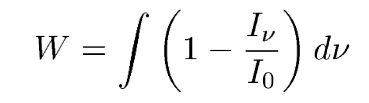 W = ∫ (1 − I_ν / I_0) dν